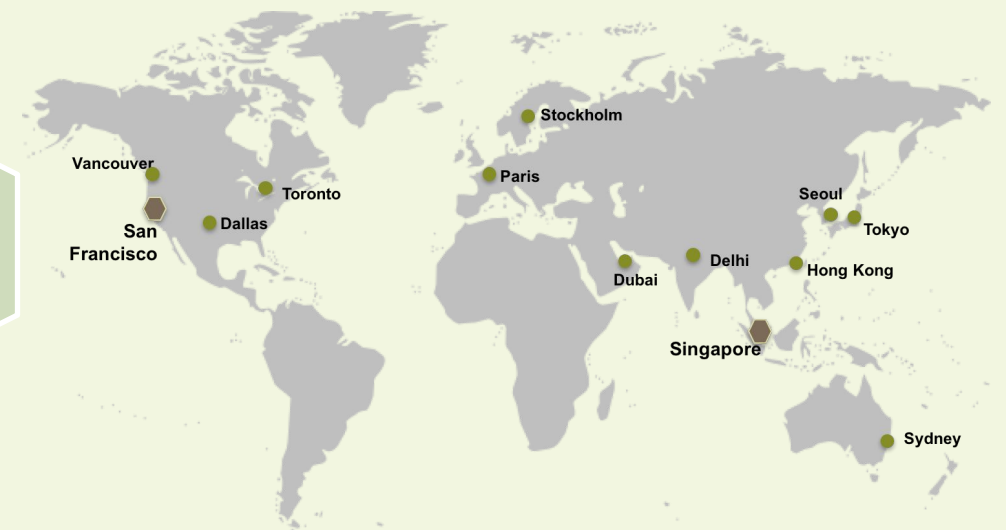 Stockholm
Vancouver
Paris
Toronto
Seoul
Dallas
San
Francisco
Tokyo
Delhi
Hong Kong
Dubai
Singapore
Sydney